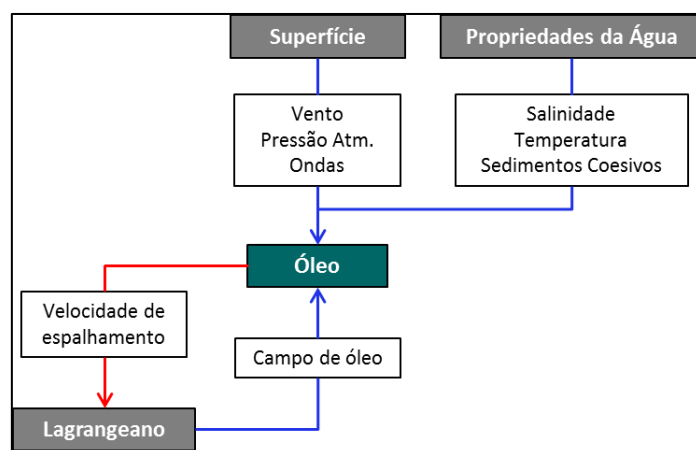 Superfície
Propriedades da Água
Vento
Pressão Atm.
Ondas
Salinidade
Temperatura
Sedimentos Coesivos
Óleo
Velocidade de
espalhamento
Campo de óleo
Lagrangeano